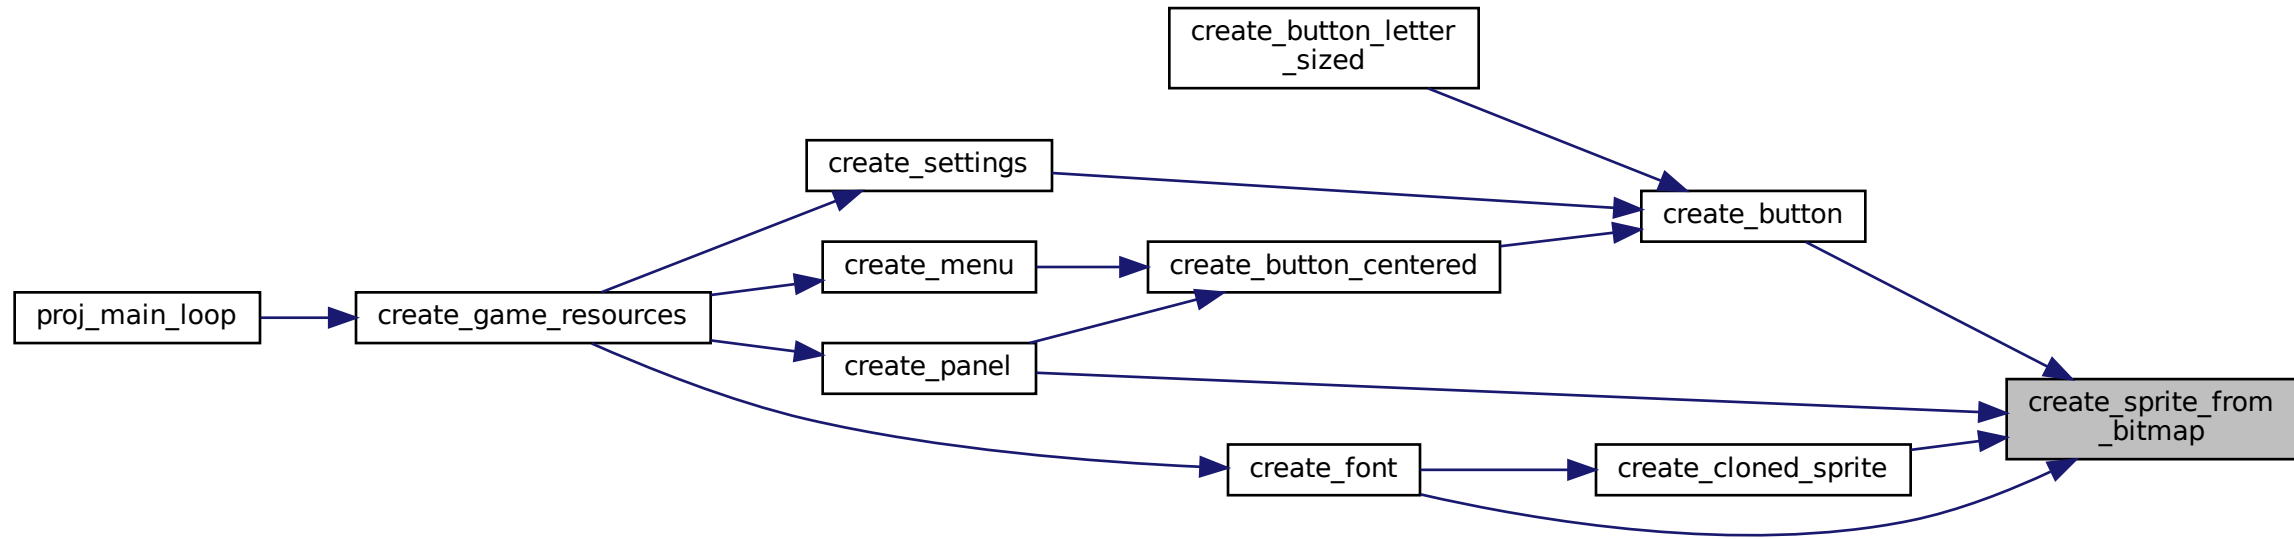 create_button_letter
_sized
create_settings
create_button
create_menu
create_button_centered
proj_main_loop
create_game_resources
create_panel
create_sprite_from
_bitmap
create_font
create_cloned_sprite